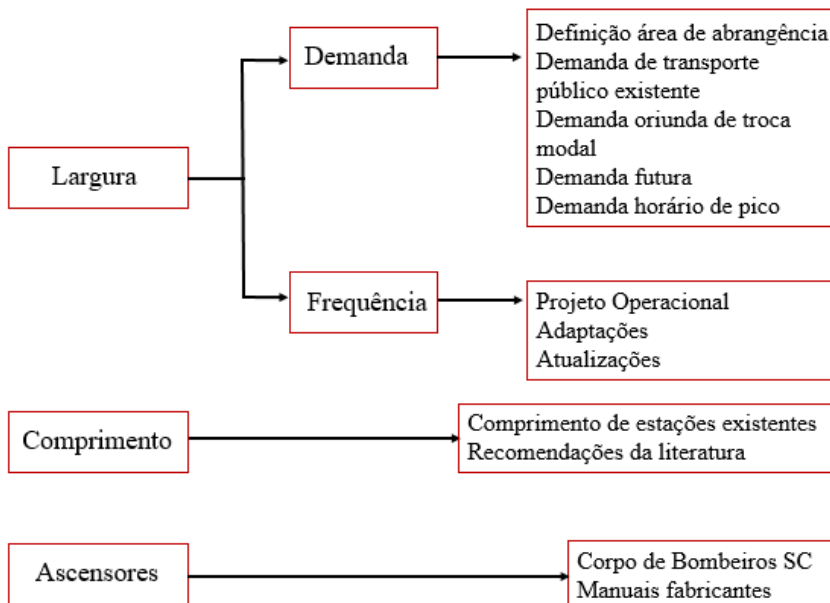 Largura
Demanda
Definição área de abrangência
Demanda de transporte
público existente
Demanda oriunda de troca
modal
Demanda futura
Demanda horário de pico
Frequência
Projeto Operacional
Adaptações
Atualizações
Comprimento
Comprimento de estações existentes
Recomendações da literatura
Ascensores
Corpo de Bombeiros SC
Manuais fabricantes